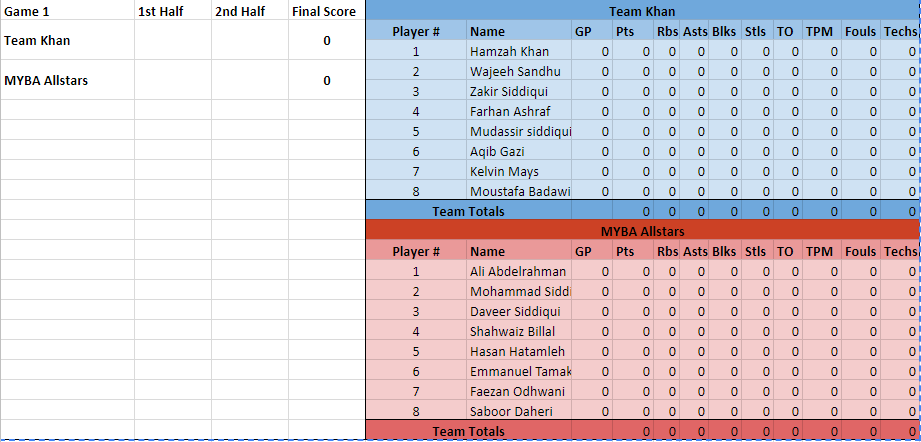 Game 1 1st Half 2nd Half Final Score
Team Khan 0
MYBA Allstars 0
Team Khan
Player # Name GP Pts Rbs Asts Blks Stls TO TPM Fouls Techs
1 Hamzah Khan 0 0 0 0 0 0 0 0 0 0
2 Wajeeh Sandhu 0 0 0 0 0 0 0 0 0 0
3 Zakir Siddiqui 0 0 0 0 0 0 0 0 0 0
4 Farhan Ashraf 0 0 0 0 0 0 0 0 0 0
5 Mudassir siddiqui 0 0 0 0 0 0 0 0 0 0
6 Aqib Gazi 0 0 0 0 0 0 0 0 0 0
7 Kelvin Mays 0 0 0 0 0 0 0 0 0 0
8 Moustafa Badawi 0 0 0 0 0 0 0 0 0 0
Team Totals 0 0 0 0 0 0 0 0 0
MYBA Allstars
Player # Name GP Pts Rbs Asts Blks Stls TO TPM Fouls Techs
1 Ali Abdelrahman 0 0 0 0 0 0 0 0 0 0
2 Mohammad Siddi 0 0 0 0 0 0 0 0 0 0
3 Daveer Siddiqui 0 0 0 0 0 0 0 0 0 0
4 Shahwaiz Billal 0 0 0 0 0 0 0 0 0 0
5 Hasan Hatamleh 0 0 0 0 0 0 0 0 0 0
6 Emmanuel Tamak 0 0 0 0 0 0 0 0 0 0
7 Faezan Odhwani 0 0 0 0 0 0 0 0 0 0
8 Saboor Daheri 0 0 0 0 0 0 0 0 0 0
Team Totals 0 0 0 0 0 0 0 0 0